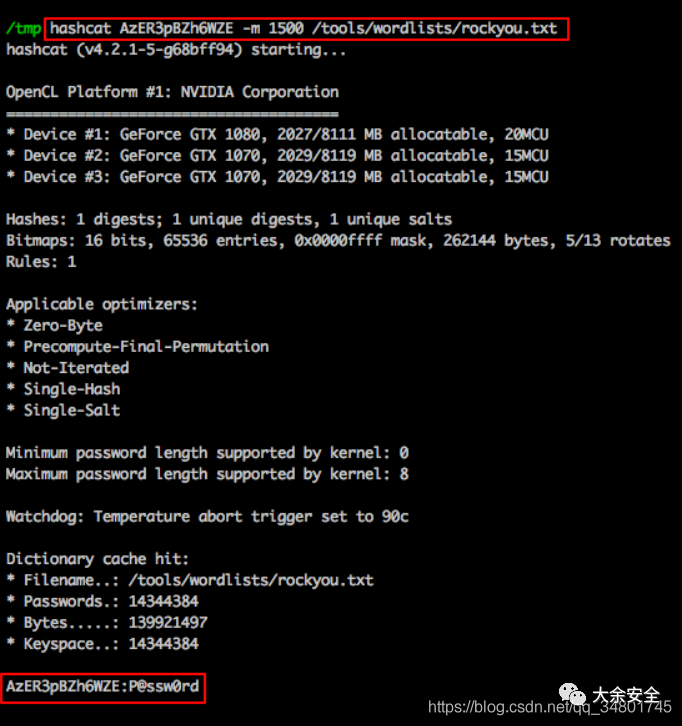 /tmp hashcat AzER3pBZh6WZE -m 1500 /tools/wordlists/rockyou.txt
hashcat (v4.2.1-5-g68bff94) starting...
OpenCL Platform #1: NVIDIA Corporation
======================================
* Device #1: GeForce GTX 1080, 2027/8111 MB allocatable, 20MCU
* Device #2: GeForce GTX 1070, 2029/8119 MB allocatable, 15MCU
* Device #3: GeForce GTX 1070, 2029/8119 MB allocatable, 15MCU
Hashes: 1 digests; 1 unique digests, 1 unique salts
Bitmaps: 16 bits, 65536 entries, 0x0000ffff mask, 262144 bytes, 5/13 rotates
Rules: 1
Applicable optimizers:
* Zero-Byte
* Precompute-Final-Permutation
* Not-Iterated
* Single-Hash
* Single-Salt
Minimum password length supported by kernel: 0
Maximum password length supported by kernel: 8
Watchdog: Temperature abort trigger set to 90c
Dictionary cache hit:
* Filename..: /tools/wordlists/rockyou.txt
* Passwords.: 14344384
* Bytes.....: 139921497
* Keyspace..: 14344384
AzER3pBZh6WZE:P@ssw0rd
大余安全
https://blog.csdn.net/qq_34801745